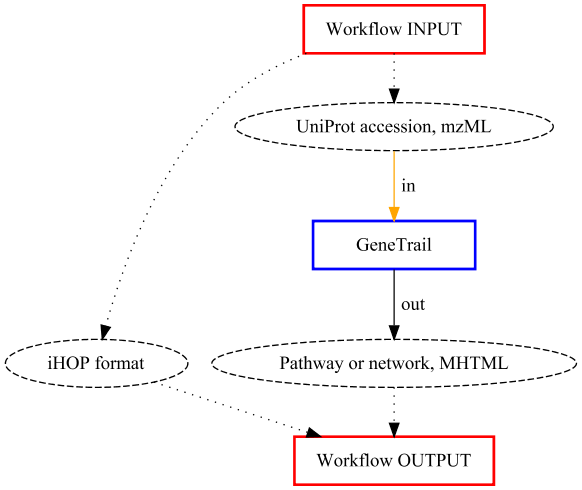 Workflow INPUT
UniProt accession, mzML
in
GeneTrail
out
iHOP format
Pathway or network, MHTML
Workflow OUTPUT